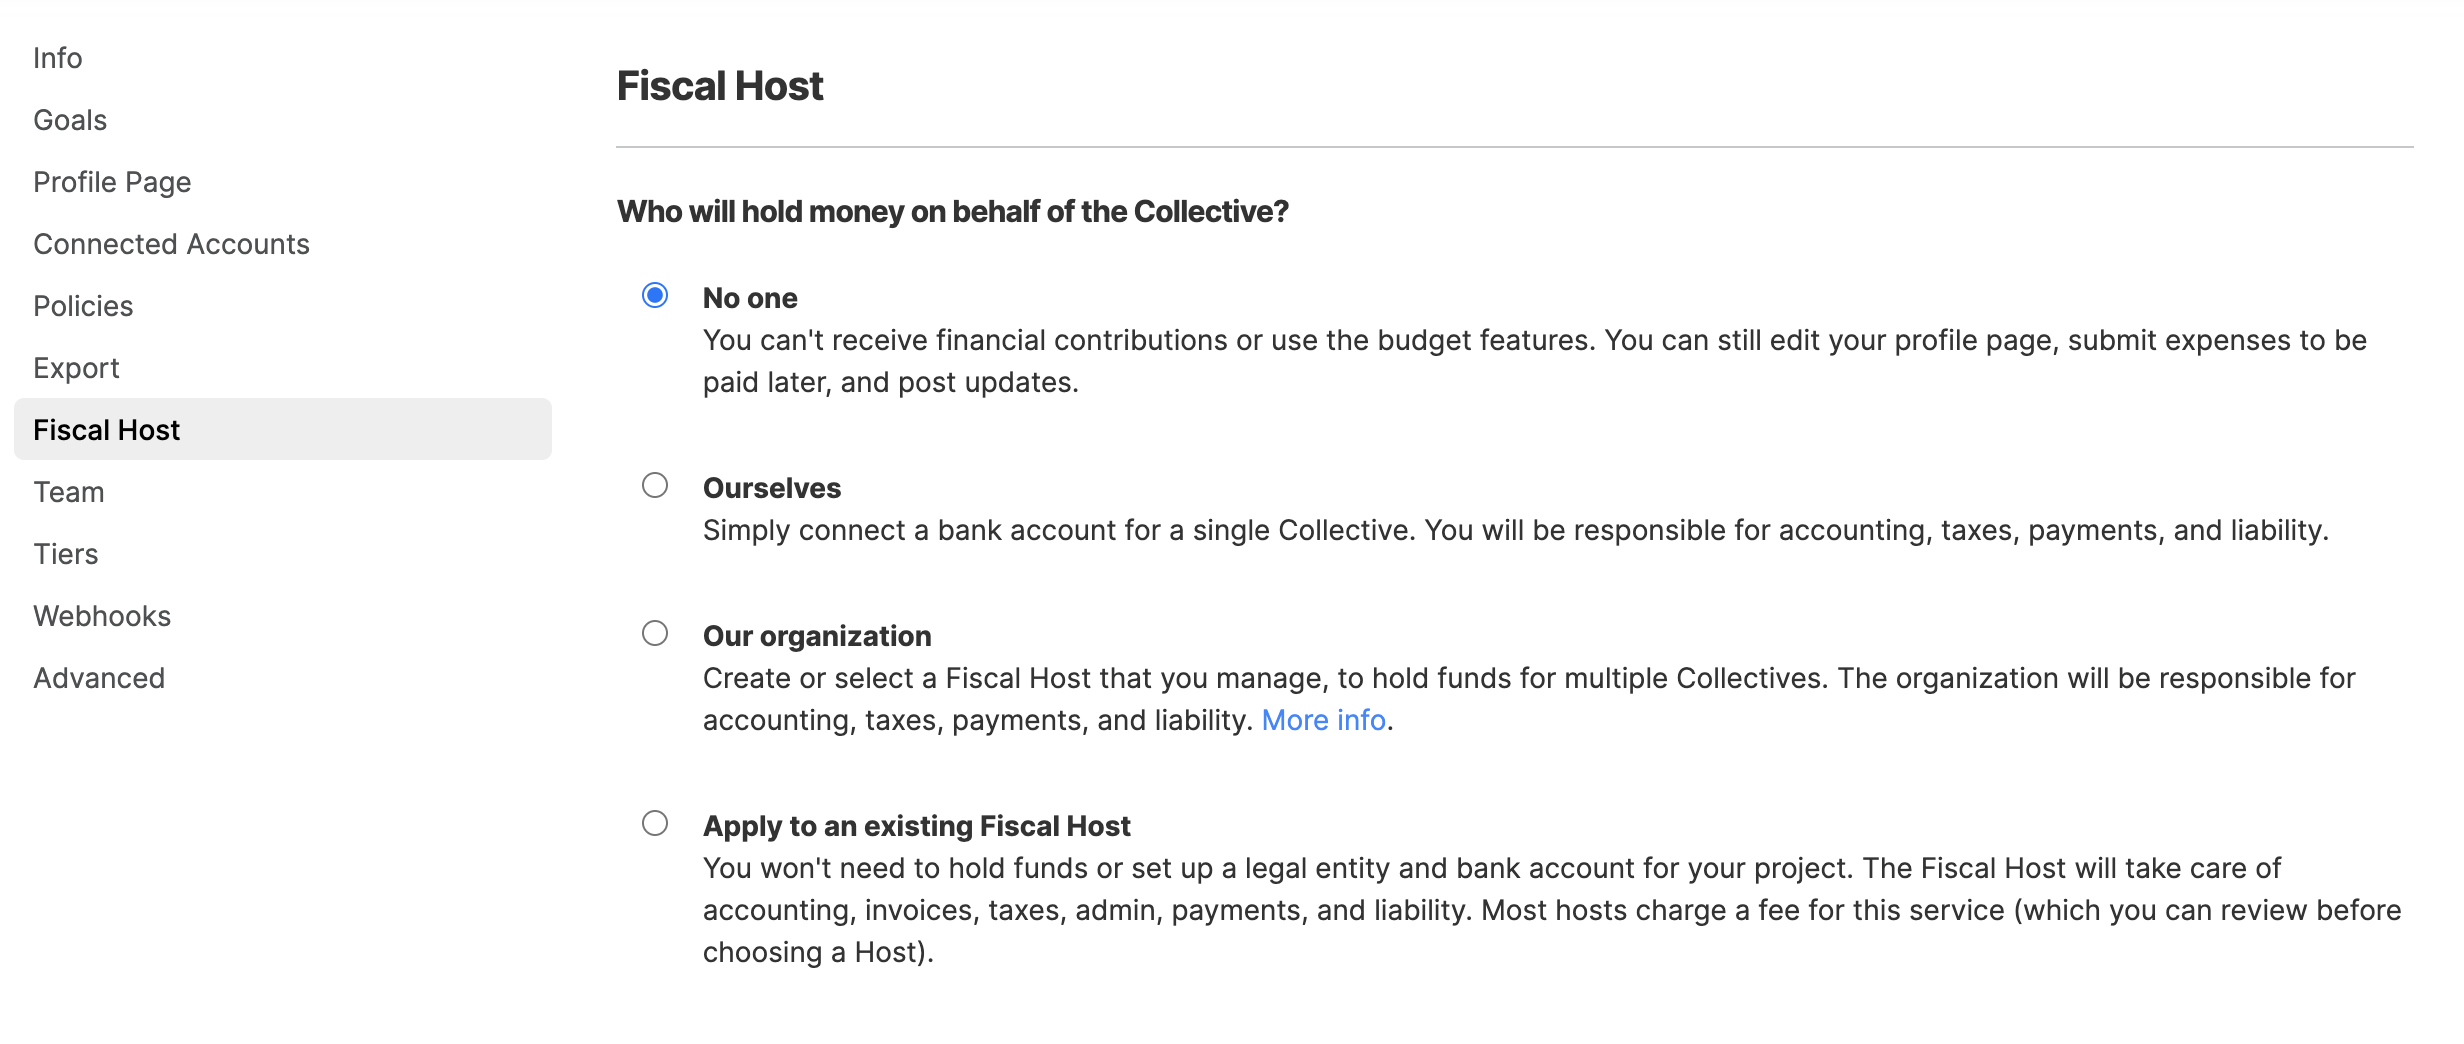 Info
Goals
Profile Page
Connected Accounts
Policies
Export
Fiscal Host
Team
Tiers
Webhooks
Advanced
Fiscal Host
Who will hold money on behalf of the Collective?
No one
You can't receive financial contributions or use the budget features. You can still edit your profile page, submit expenses to be
paid later, and post updates.
Ourselves
Simply connect a bank account for a single Collective. You will be responsible for accounting, taxes, payments, and liability.
Our organization
Create or select a Fiscal Host that you manage, to hold funds for multiple Collectives. The organization will be responsible for
accounting, taxes, payments, and liability. More info.
Apply to an existing Fiscal Host
You won't need to hold funds or set up a legal entity and bank account for your project. The Fiscal Host will take care of
accounting, invoices, taxes, admin, payments, and liability. Most hosts charge a fee for this service (which you can review before
choosing a Host).